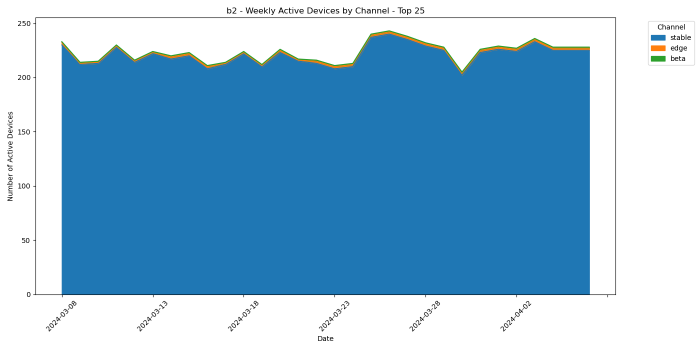 b2 - Weekly Active Devices by Channel - Top 25
Channel
stable
edge
beta
Number of Active Devices
250
200
150
100
50
0
2024-03-08
2024-03-13
2024-03-18
2024-03-23
2024-03-28
2024-04-02
Date